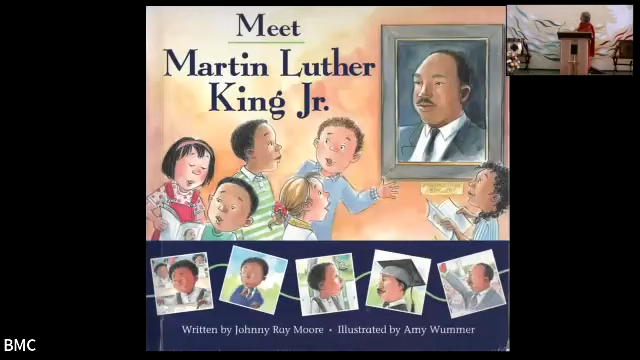 Meet
Martin Luther
King Jr.
Written by Johnny Ray Moore • Illustrated by Amy Wummer
BMC